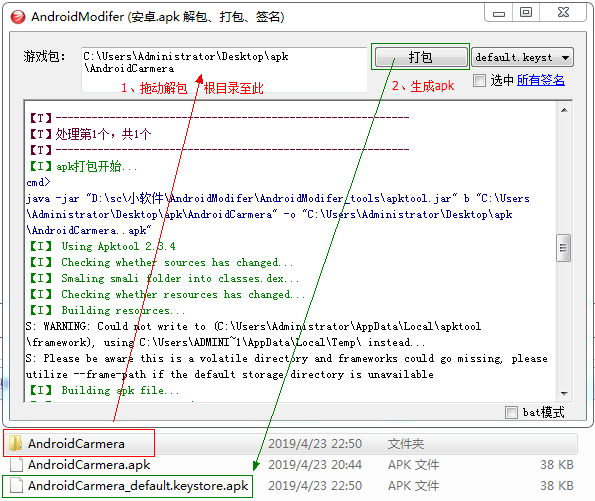 AndroidModifer (安卓.apk 解包、打包、签名)
游戏包: C:\Users\Administrator\Desktop\apk
\AndroidCarmera
打包
default.keyst
1、拖动解包 根目录至此
2、生成apk
选中 所有签名
【T】------------------------------------------------
【T】处理第1个, 共1个
【T】------------------------------------------------
【I】apk打包开始...
cmd>
java -jar "D:\sc\小软件\AndroidModifer\AndroidModifer_tools\apktool.jar" b "C:\Users
\Administrator\Desktop\apk\AndroidCarmera" -o "C:\Users\Administrator\Desktop\apk
\AndroidCarmera..apk"
【I】 Using Apktool 2.3.4
【I】 Checking whether sources has changed...
【I】 Smaling smali folder into classes.dex...
【I】 Checking whether resources has changed...
【I】 Building resources...
S: WARNING: Could not write to (C:\Users\Administrator\AppData\Local\apktool
\framework), using C:\Users\ADMINI~1\AppData\Local\Temp\ instead...
S: Please be aware this is a volatile directory and frameworks could go missing, please
utilize --frame-path if the default storage directory is unavailable
【I】 Building apk file...
bat模式
AndroidCarmera 2019/4/23 22:50 文件夹
AndroidCarmera.apk 2019/4/23 20:44 APK 文件 38 KB
AndroidCarmera_default.keystore.apk 2019/4/23 22:50 APK 文件 38 KB